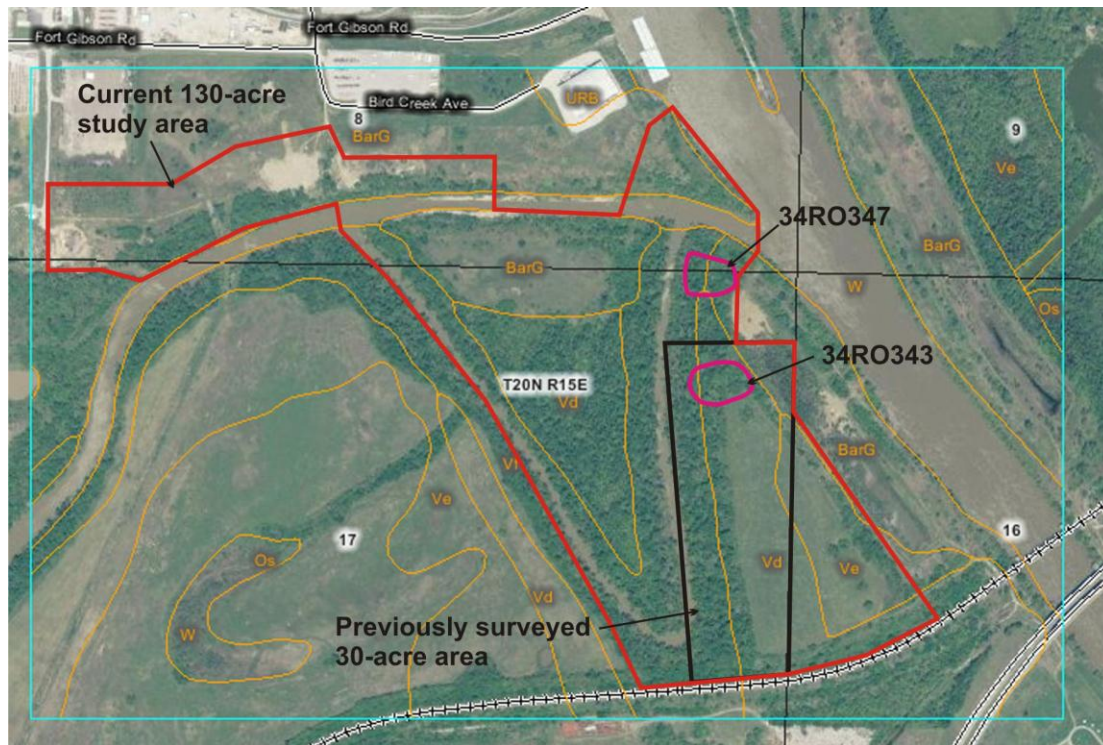 Fort Gibson Rd
Fort Gibson Rd
Current 130-acre
study area
Bird Creek Ave
URB
8
BarG
9
Ve
34RO347
BarG
BarG
W
Os
34RO343
T20N R15E
Vd
BarG
Vf
Ve
17
16
Os
Vd
Ve
Vd
W
Previously surveyed
30-acre area